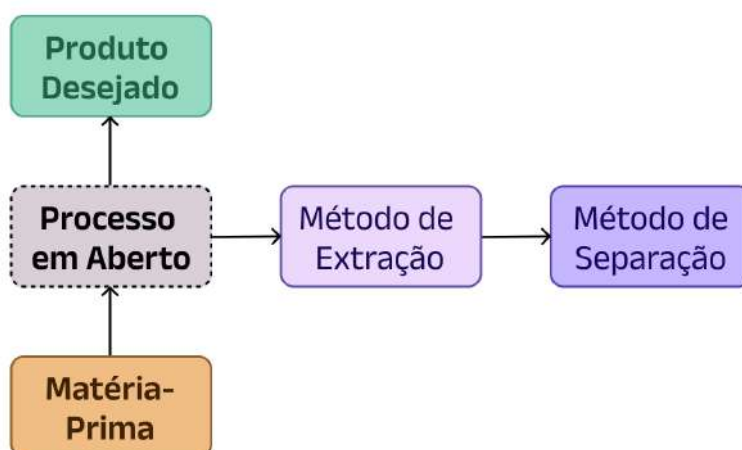 Produto
Desejado
Processo
em Aberto
Método de
Extração
Método de
Separação
Matéria-
Prima